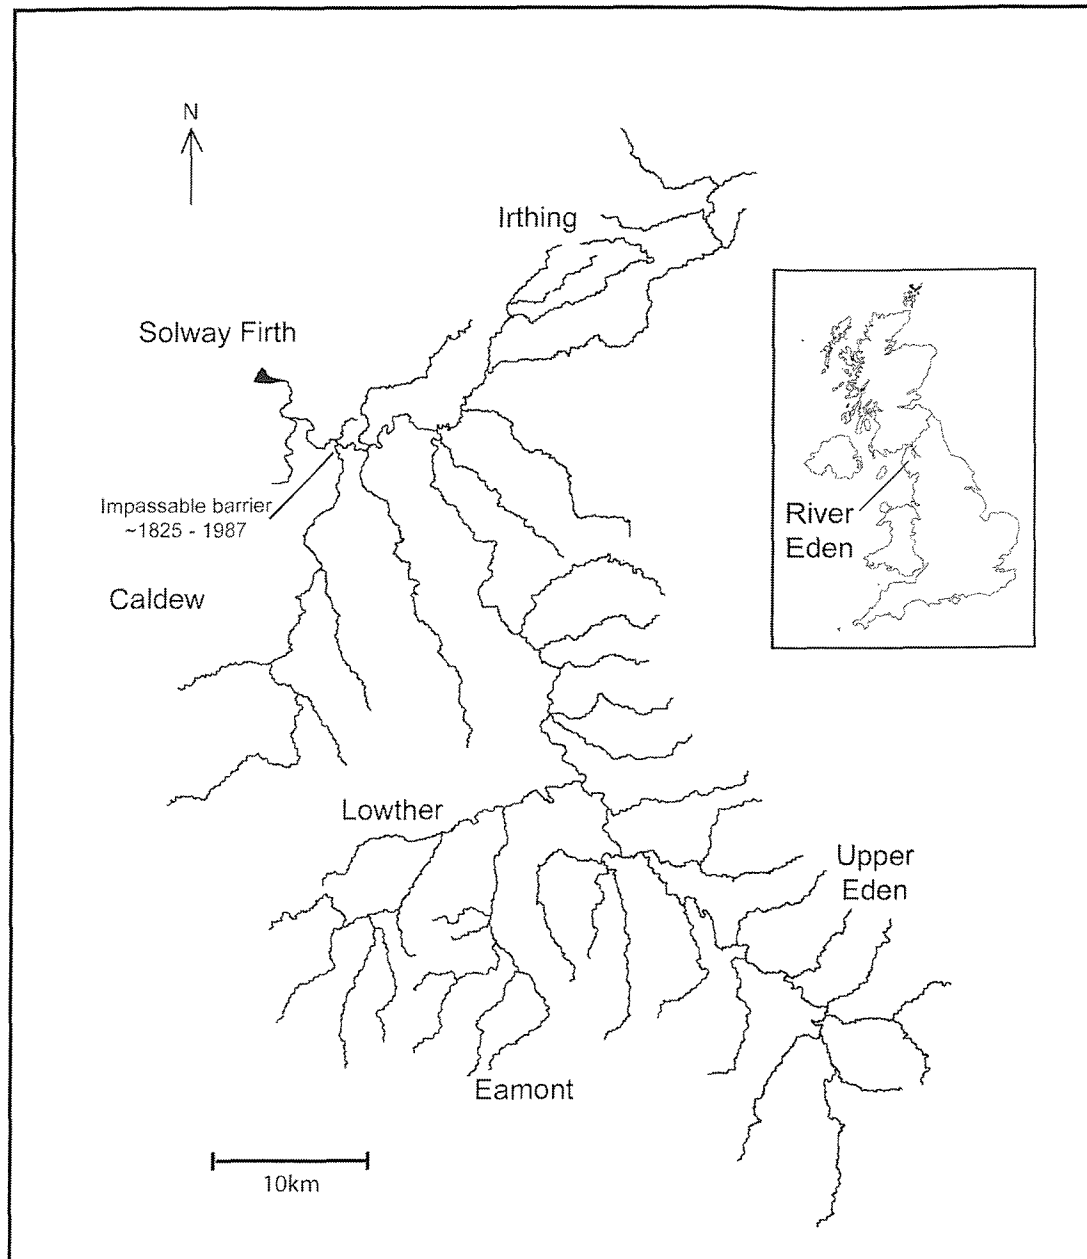 N
Irthing
Solway Firth
Impassable barrier
~1825 - 1987
River
Eden
Caldew
Lowther
Upper
Eden
Eamont
10km